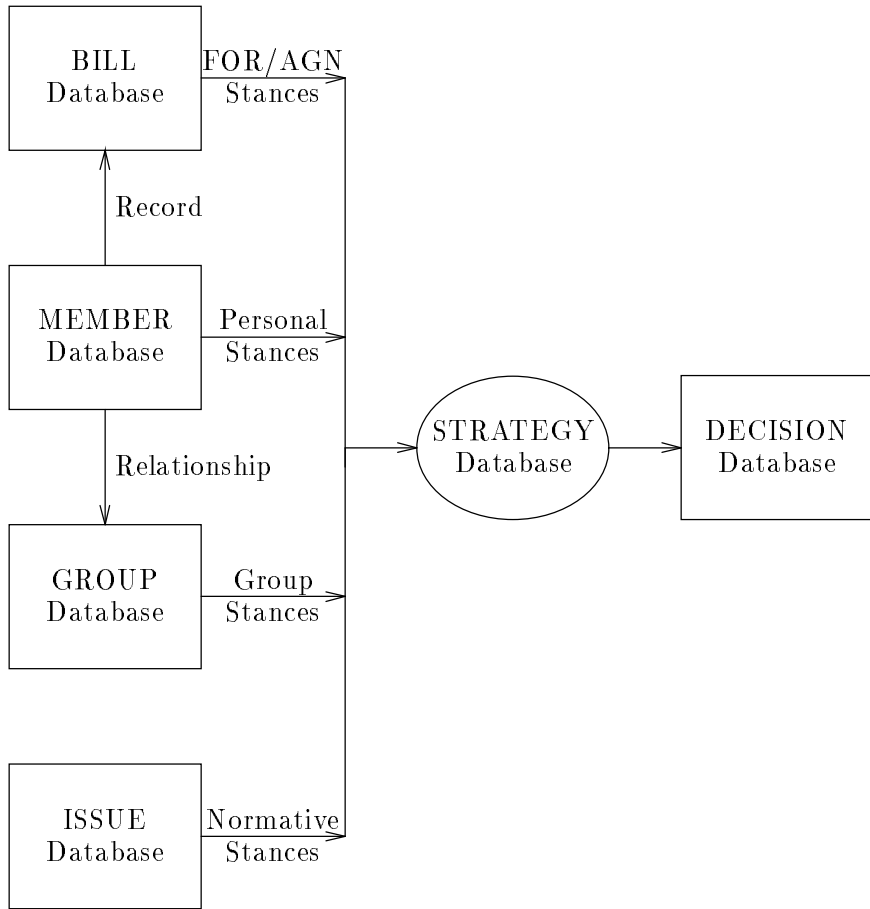 BILL
Database
FOR/AGN
Stances
Record
MEMBER
Database
Personal
Stances
STRATEGY
Database
DECISION
Database
Relationship
GROUP
Database
Group
Stances
ISSUE
Database
Normative
Stances